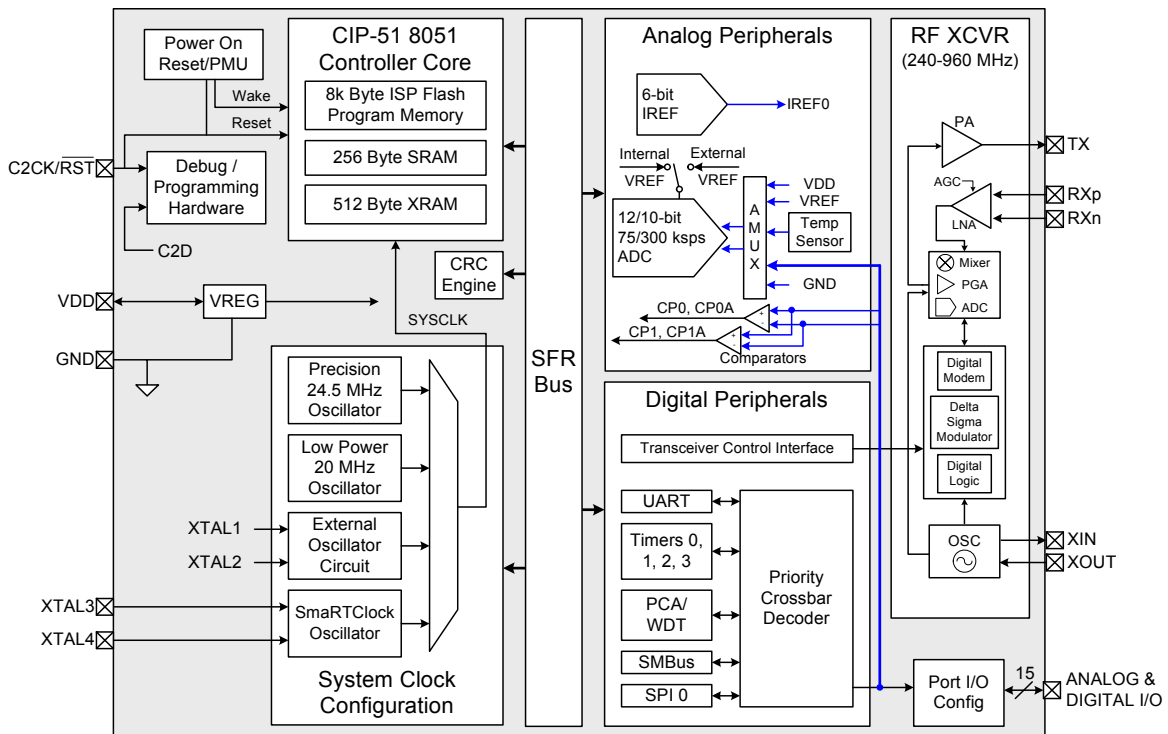 Power On
Reset/PMU
Wake
Reset
C2CK/RST
Debug /
Programming
Hardware
C2D
VDD
VREG
GND
CIP-51 8051
Controller Core
8k Byte ISP Flash
Program Memory
256 Byte SRAM
512 Byte XRAM
CRC
Engine
SYSCLK
Precision
24.5 MHz
Oscillator
Low Power
20 MHz
Oscillator
XTAL1
XTAL2
External
Oscillator
Circuit
XTAL3
XTAL4
SmaRTClock
Oscillator
System Clock
Configuration
SFR
Bus
Analog Peripherals
6-bit
IREF
IREF0
Internal
VREF
External
VREF
12/10-bit
75/300 ksps
ADC
A
M
U
X
VDD
VREF
Temp
Sensor
GND
CP0, CP0A
+
-
CP1, CP1A
+
-
Comparators
Digital Peripherals
Transceiver Control Interface
UART
Timers 0,
1, 2, 3
PCA/
WDT
SMBus
SPI 0
Priority
Crossbar
Decoder
RF XCVR
(240-960 MHz)
PA
TX
AGC
LNA
RXp
RXn
Mixer
PGA
ADC
Digital
Modem
Delta
Sigma
Modulator
Digital
Logic
OSC
XIN
XOUT
Port I/O
Config
15
ANALOG &
DIGITAL I/O